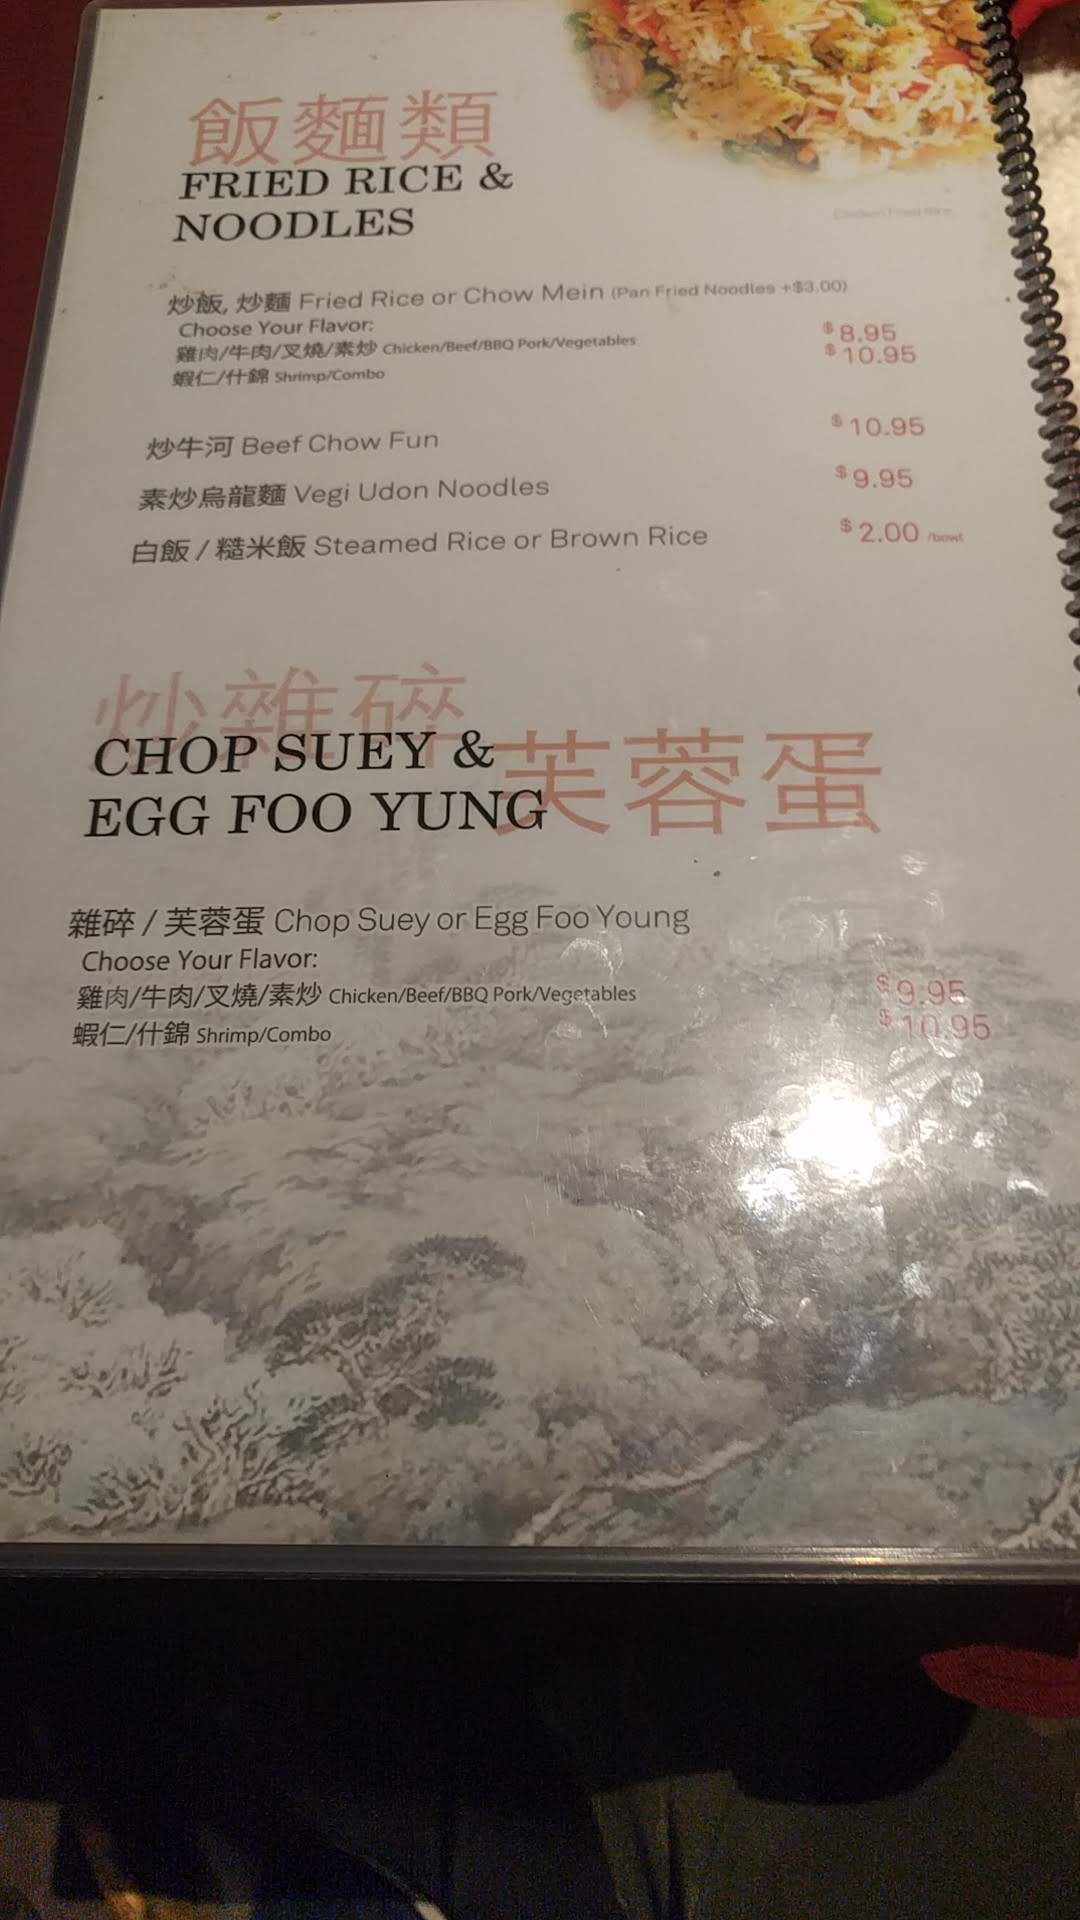 飯麵類
FRIED RICE &
NOODLES
Chicken Fried Rice
炒飯, 炒麵 Fried Rice or Chow Mein (Pan Fried Noodles +$3.00)
Choose Your Flavor:
雞肉/牛肉/叉燒/素炒 Chicken/Beef/BBQ Pork/Vegetables $8.95
蝦仁/什錦 Shrimp/Combo $10.95
炒牛河 Beef Chow Fun $10.95
素炒烏龍麵 Vegi Udon Noodles $9.95
白飯 / 糙米飯 Steamed Rice or Brown Rice $2.00 /bowl
炒雜碎
CHOP SUEY &
芙蓉蛋
EGG FOO YUNG
雜碎 / 芙蓉蛋 Chop Suey or Egg Foo Young
Choose Your Flavor:
雞肉/牛肉/叉燒/素炒 Chicken/Beef/BBQ Pork/Vegetables $9.95
蝦仁/什錦 Shrimp/Combo $10.95